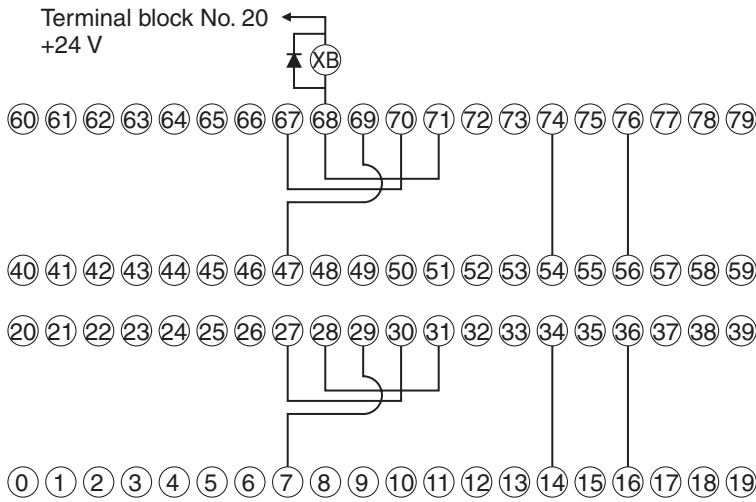 Terminal block No. 20
+24 V
XB
60 61 62 63 64 65 66 67 68 69 70 71 72 73 74 75 76 77 78 79
40 41 42 43 44 45 46 47 48 49 50 51 52 53 54 55 56 57 58 59
20 21 22 23 24 25 26 27 28 29 30 31 32 33 34 35 36 37 38 39
0 1 2 3 4 5 6 7 8 9 10 11 12 13 14 15 16 17 18 19